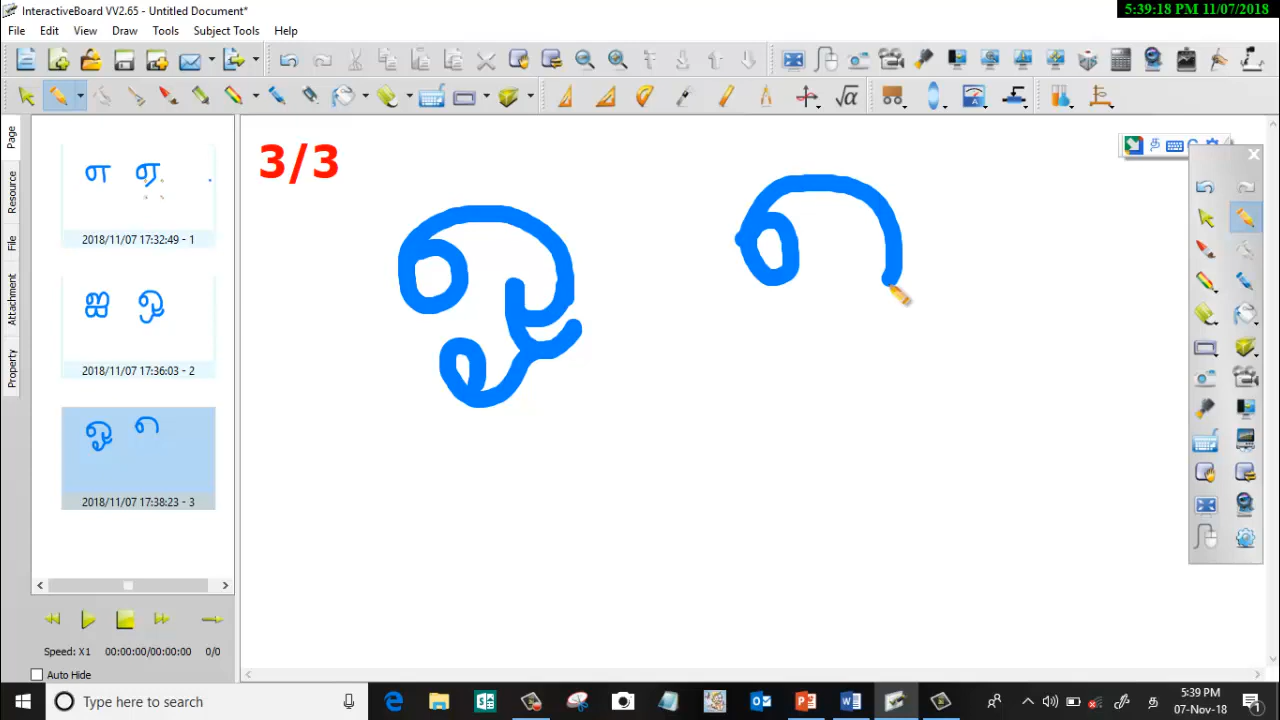 InteractiveBoard VV2.65 - Untitled Document*
5:39:18 PM 11/07/2018
File Edit View Draw Tools Subject Tools Help
Page
Resource
File
Attachment
Property
எ ஏ
2018/11/07 17:32:49 - 1
ஐ ஒ
2018/11/07 17:36:03 - 2
ஓ
2018/11/07 17:38:23 - 3
3/3
ஓ
Speed: X1 00:00:00/00:00:00 0/0
Auto Hide
Type here to search
5:39 PM
07-Nov-18